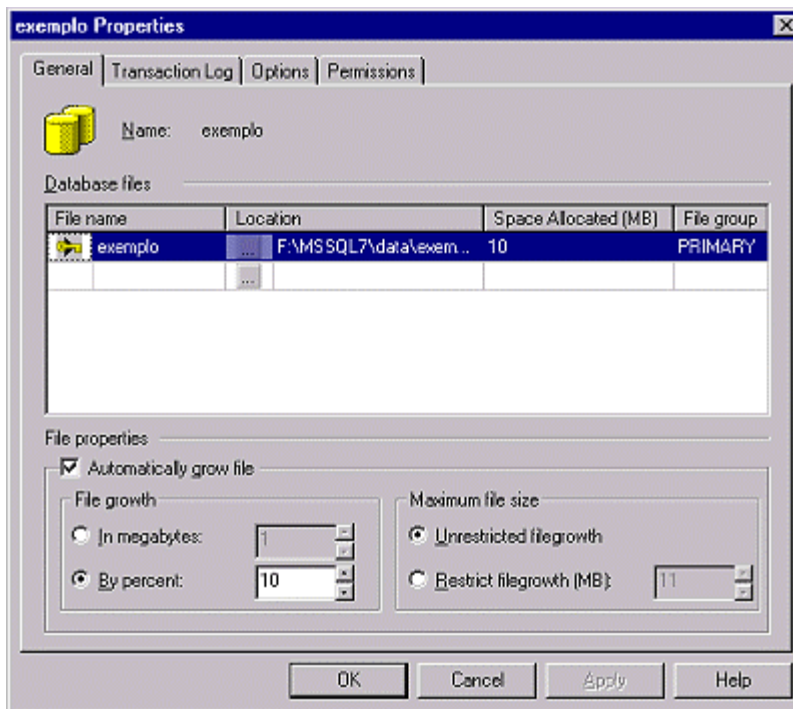 exemplo Properties
General Transaction Log Options Permissions
Name: exemplo
Database files
File name Location Space Allocated (MB) File group
exemplo ... F:\MSSQL7\data\exem... 10 PRIMARY
...
File properties
Automatically grow file
File growth Maximum file size
In megabytes: 1 Unrestricted filegrowth
By percent: 10 Restrict filegrowth (MB): 11
OK Cancel Apply Help